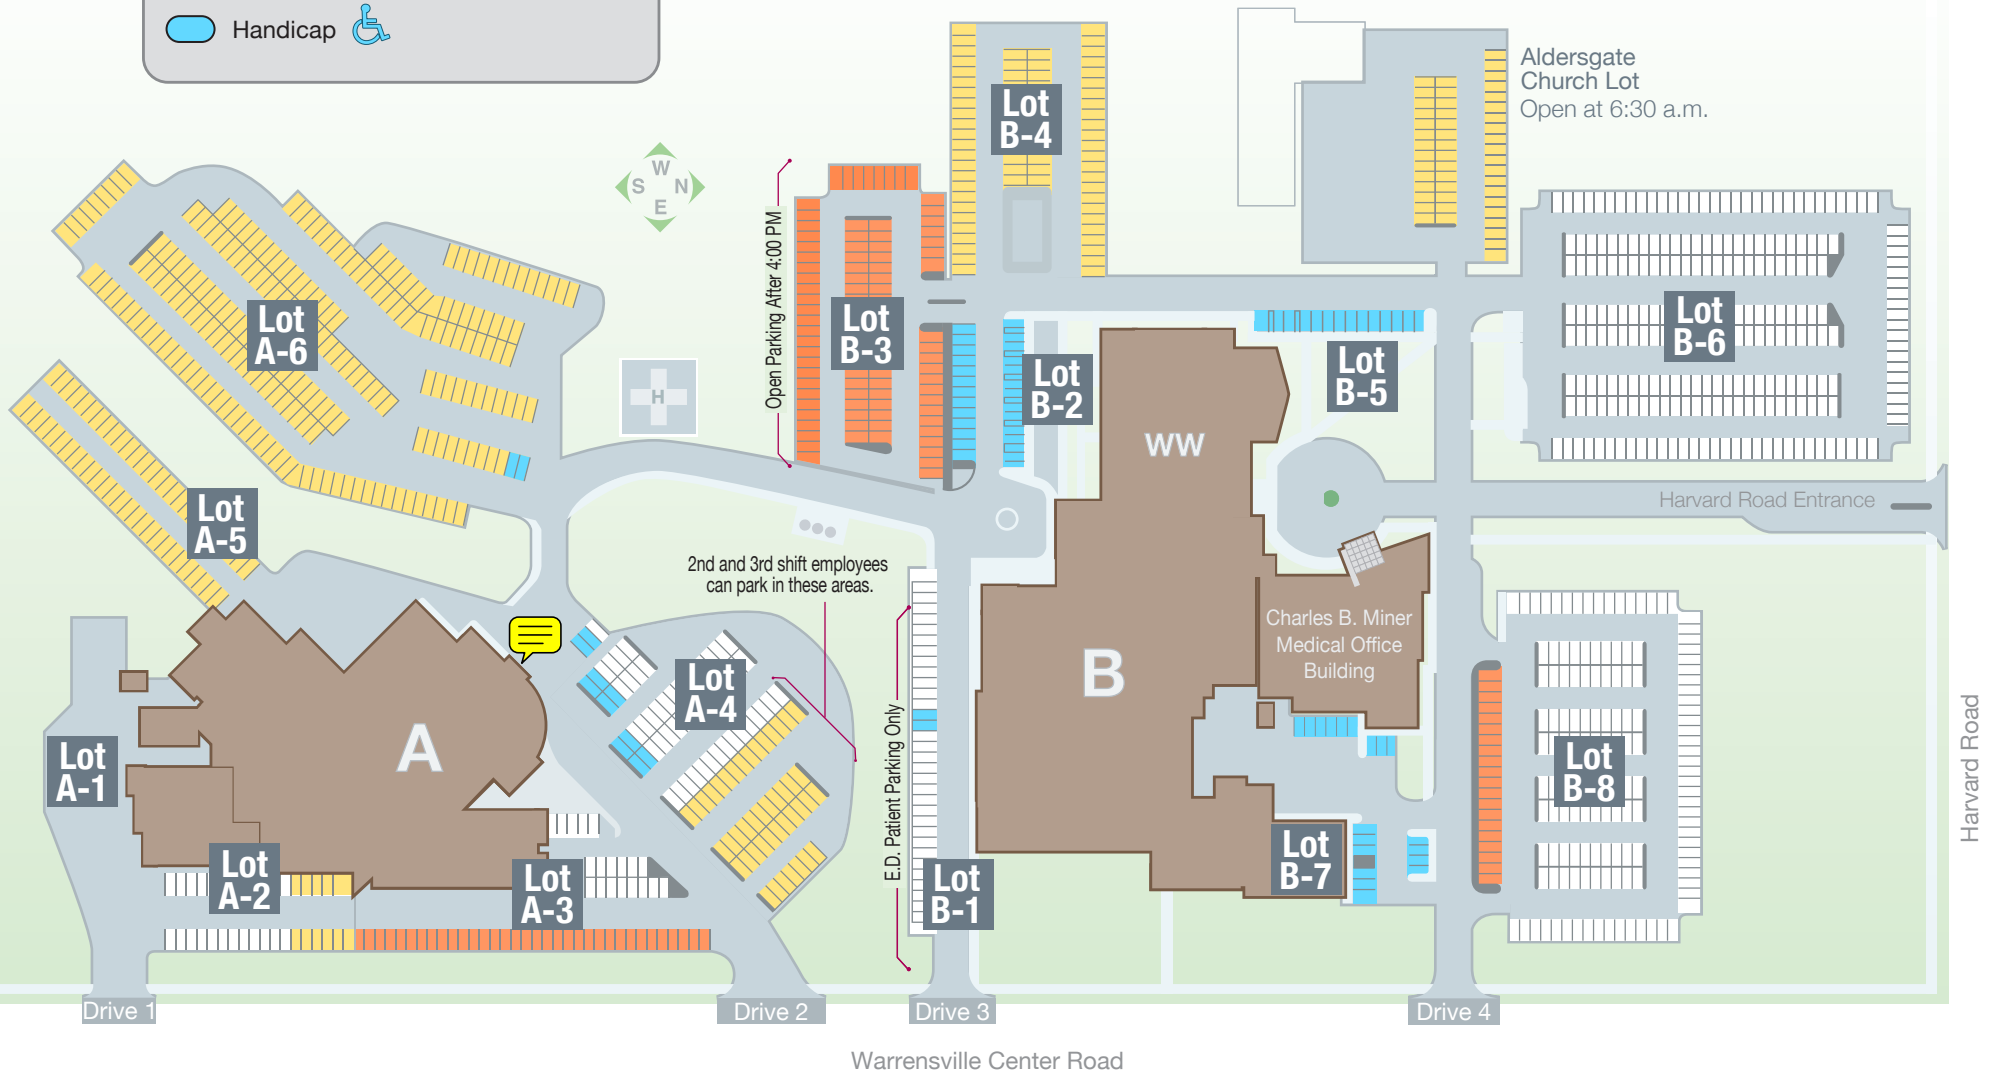 Handicap
Aldersgate
Church Lot
Open at 6:30 a.m.
Lot
B-4
W
S
N
E
Open Parking After 4:00 PM
Lot
A-6
Lot
B-3
Lot
B-2
Lot
B-5
Lot
B-6
H
WW
Lot
A-5
Harvard Road Entrance
2nd and 3rd shift employees
can park in these areas.
Charles B. Miner
Medical Office
Building
Lot
A-4
B
E.D. Patient Parking Only
Harvard Road
A
Lot
A-1
Lot
B-8
Lot
A-2
Lot
A-3
Lot
B-1
Lot
B-7
Drive 1
Drive 2
Drive 3
Drive 4
Warrensville Center Road